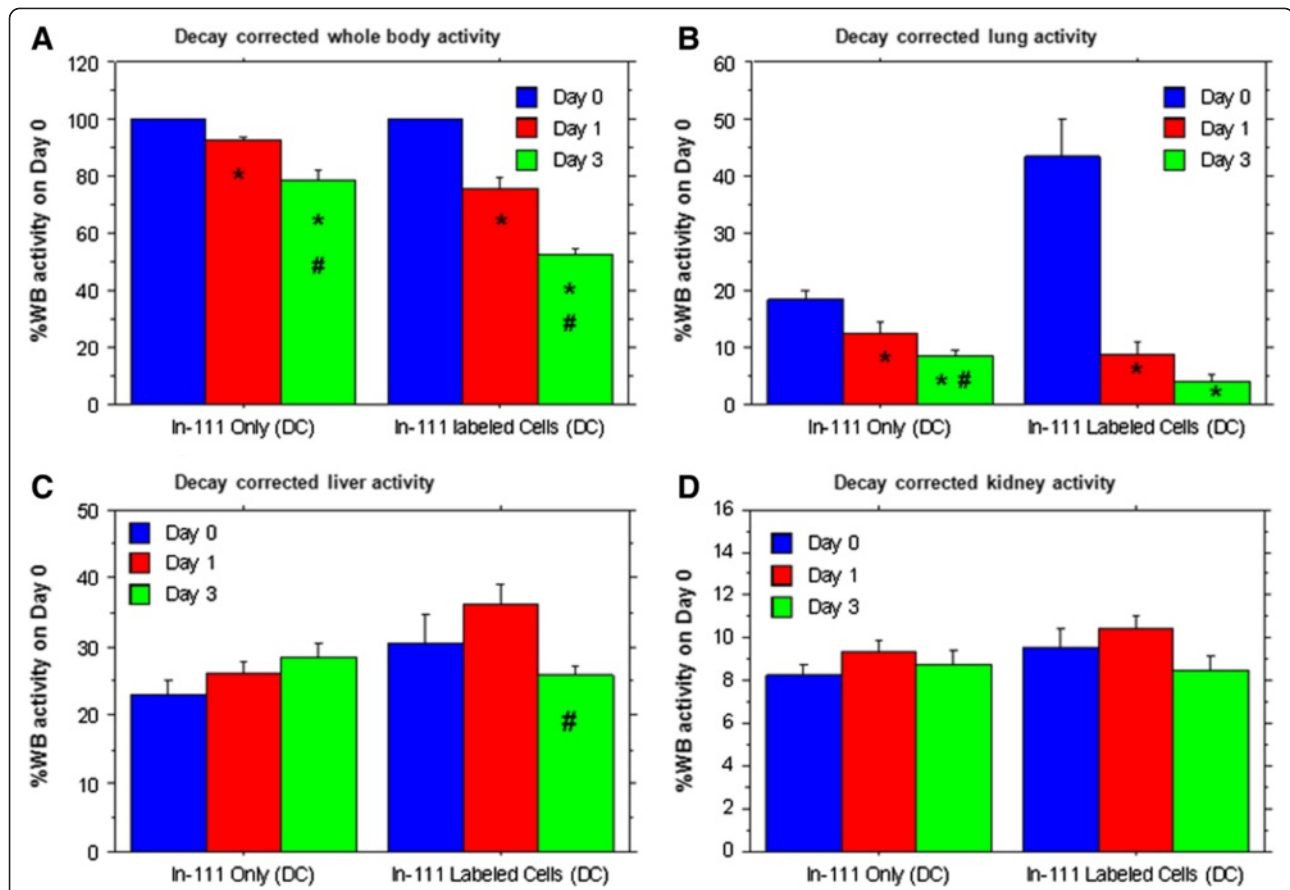 A
Decay corrected whole body activity
%WB activity on Day 0
120
100
80
60
40
20
0
Day 0
Day 1
Day 3
*
*
#
*
*
#
In-111 Only (DC)
In-111 labeled Cells (DC)
B
Decay corrected lung activity
%WB activity on Day 0
60
50
40
30
20
10
0
Day 0
Day 1
Day 3
*
* #
*
*
In-111 Only (DC)
In-111 Labeled Cells (DC)
C
Decay corrected liver activity
%WB activity on Day 0
50
40
30
20
10
0
Day 0
Day 1
Day 3
#
In-111 Only (DC)
In-111 Labeled Cells (DC)
D
Decay corrected kidney activity
%WB activity on Day 0
16
14
12
10
8
6
4
2
0
Day 0
Day 1
Day 3
In-111 Only (DC)
In-111 Labeled Cells (DC)